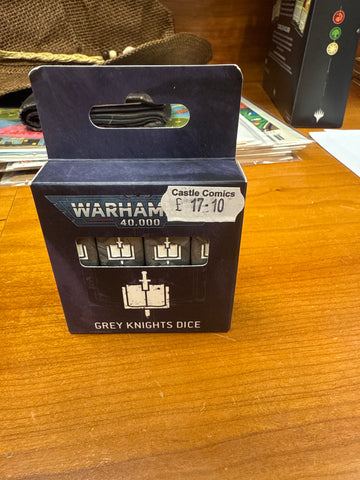 WARHAM
40,000
Castle Comics
£ 17-10
GREY KNIGHTS DICE